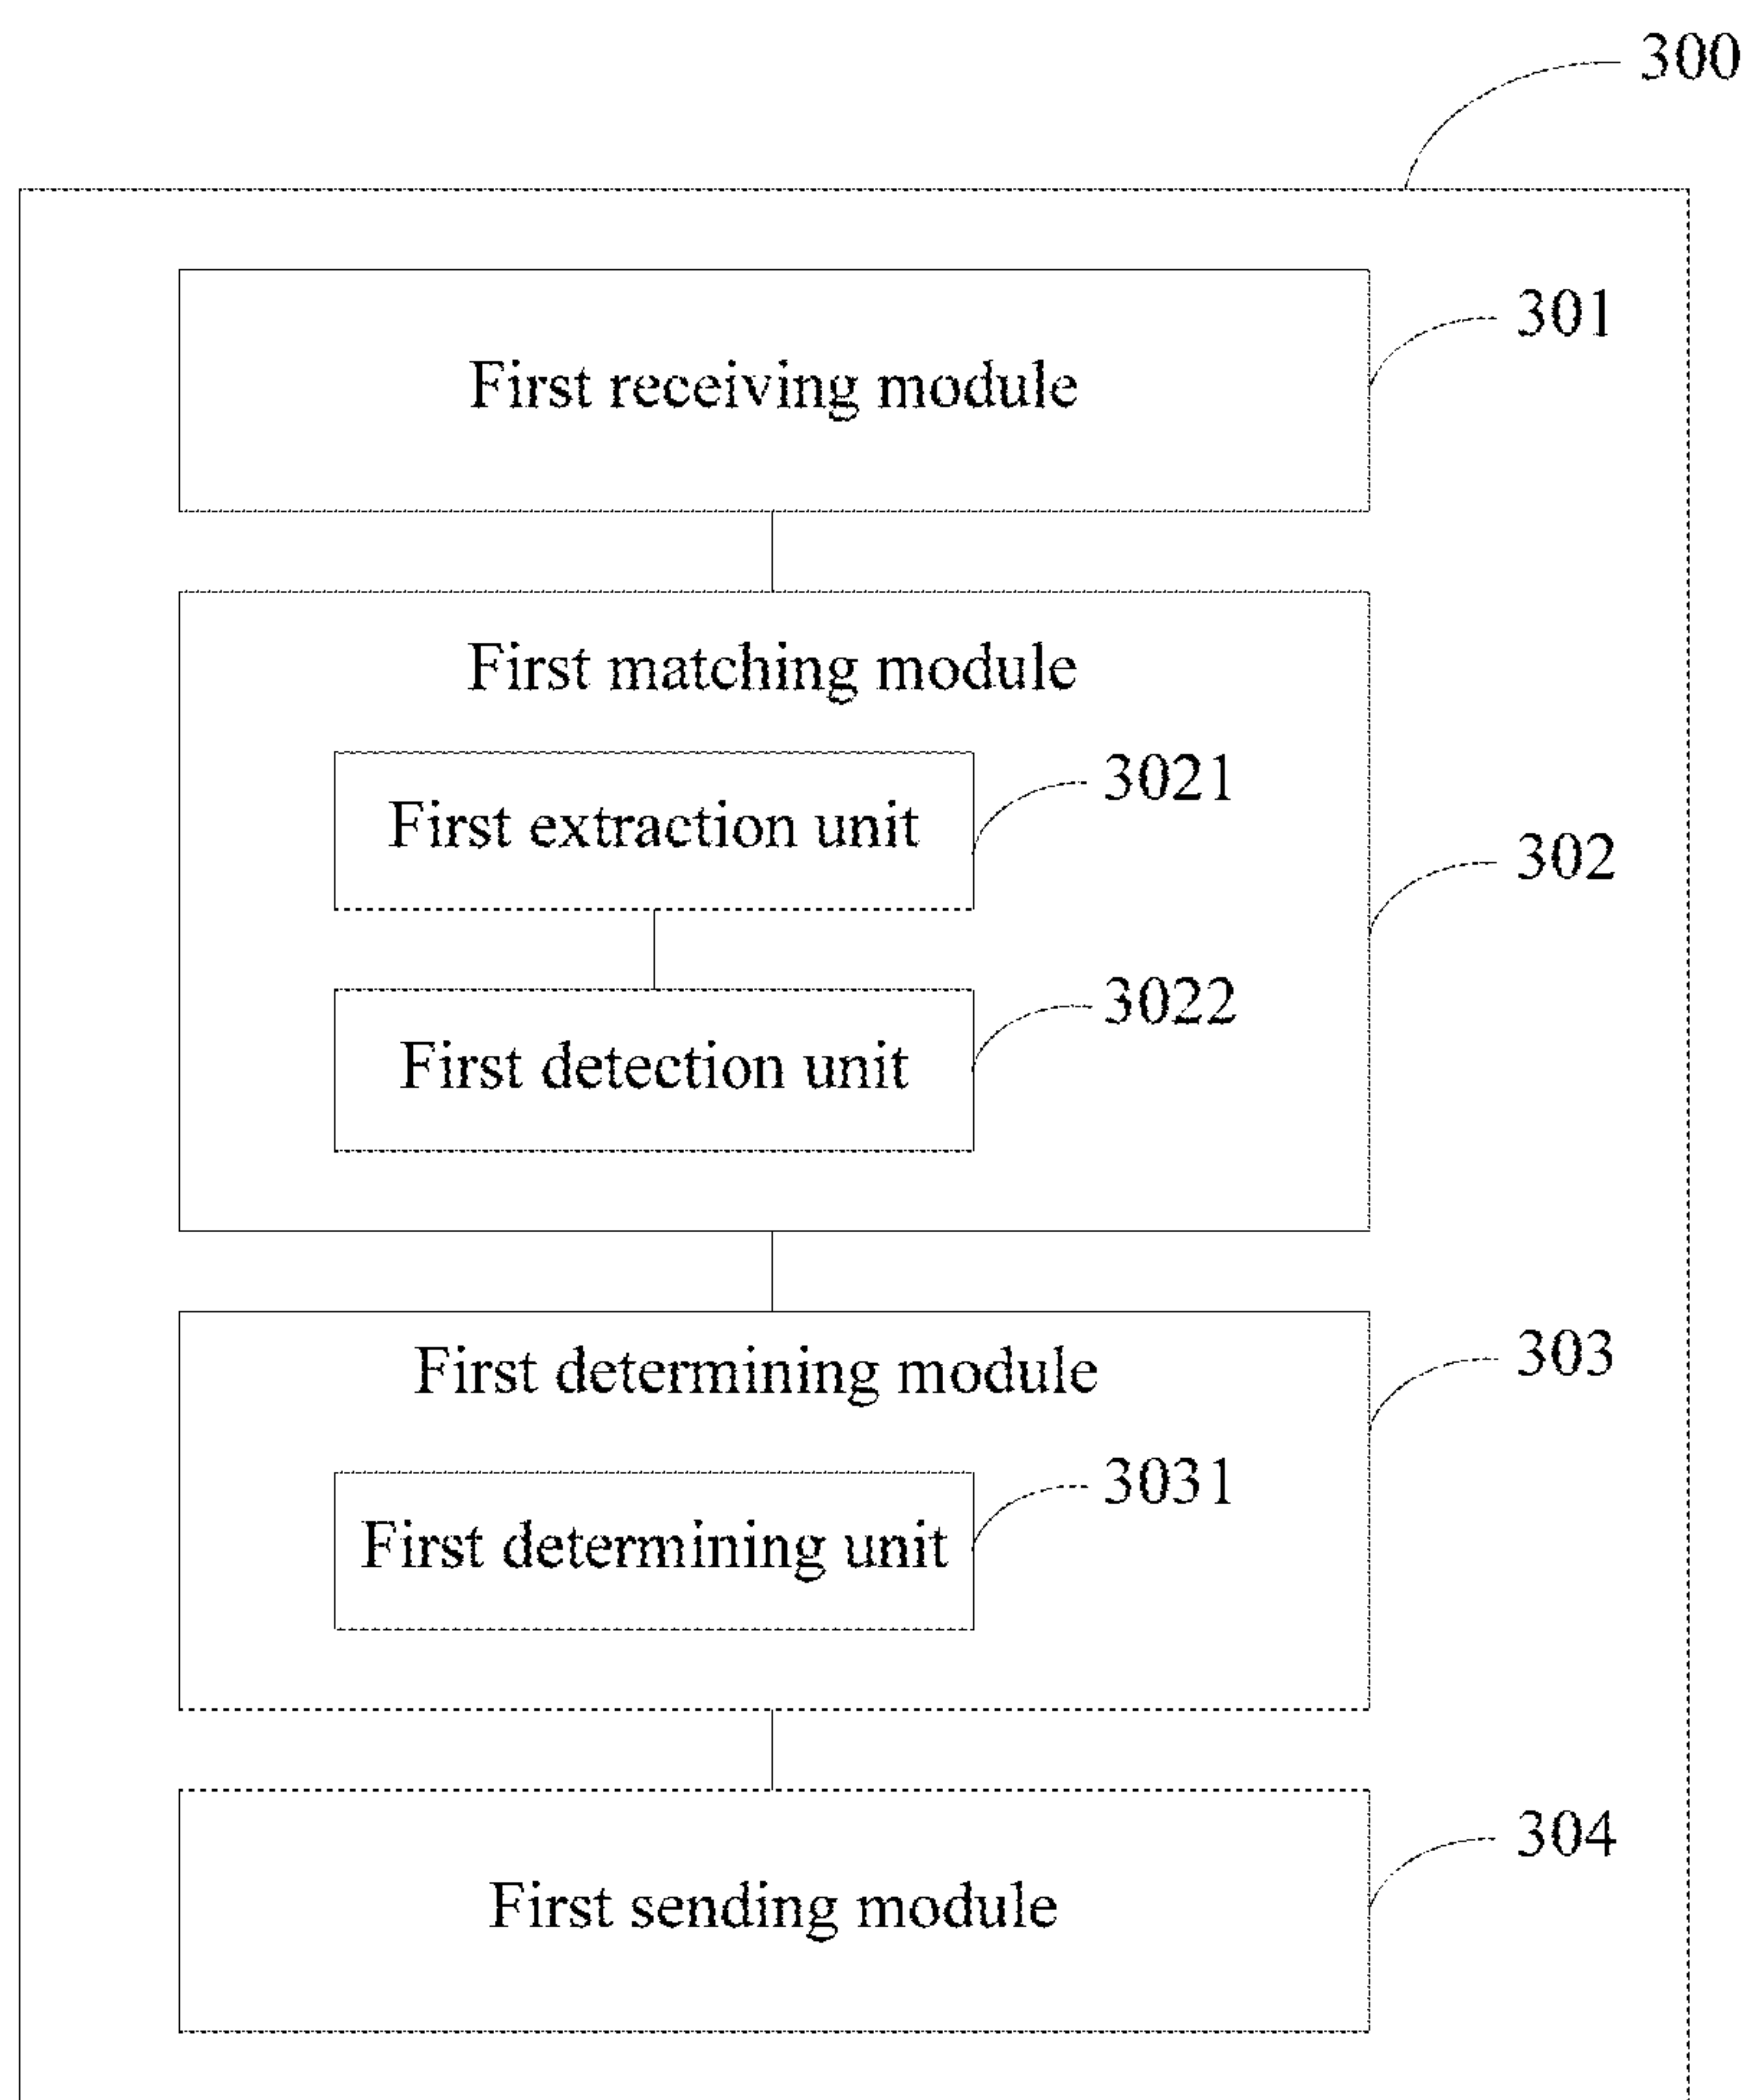 300
301
First receiving module
First matching module
3021
First extraction unit
302
3022
First detection unit
First determining module
303
3031
First determining unit
304
First sending module